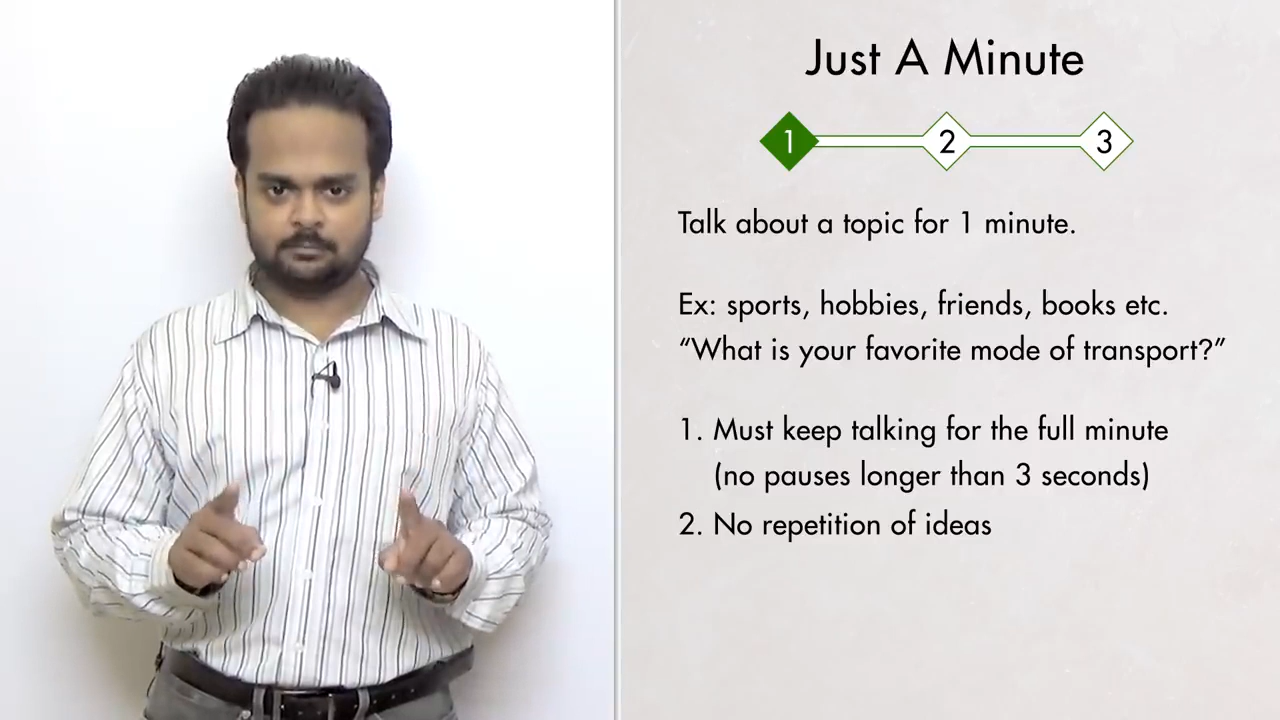 Just A Minute
1 2 3
Talk about a topic for 1 minute.
Ex: sports, hobbies, friends, books etc.
“What is your favorite mode of transport?”
1. Must keep talking for the full minute
(no pauses longer than 3 seconds)
2. No repetition of ideas